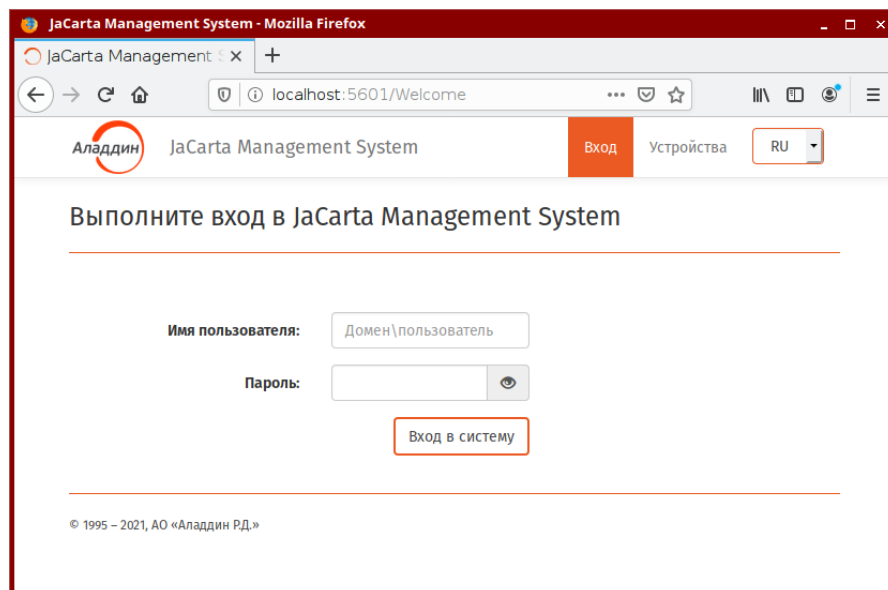 JaCarta Management System - Mozilla Firefox
JaCarta Management S
localhost:5601/Welcome
Аладдин
JaCarta Management System
Вход
Устройства
RU
Выполните вход в JaCarta Management System
Имя пользователя:
Домен\пользователь
Пароль:
Вход в систему
© 1995 – 2021, АО «Аладдин Р.Д.»